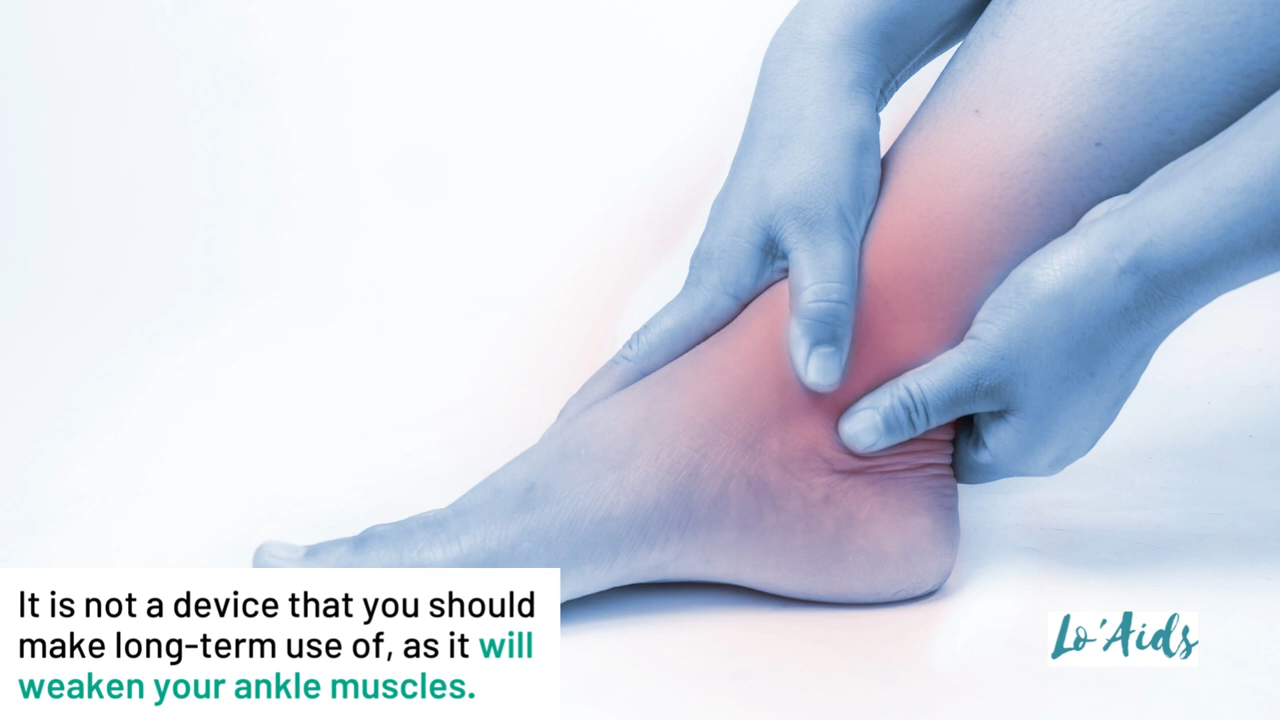 It is not a device that you should
make long-term use of, as it will
weaken your ankle muscles.
Lo'Aids